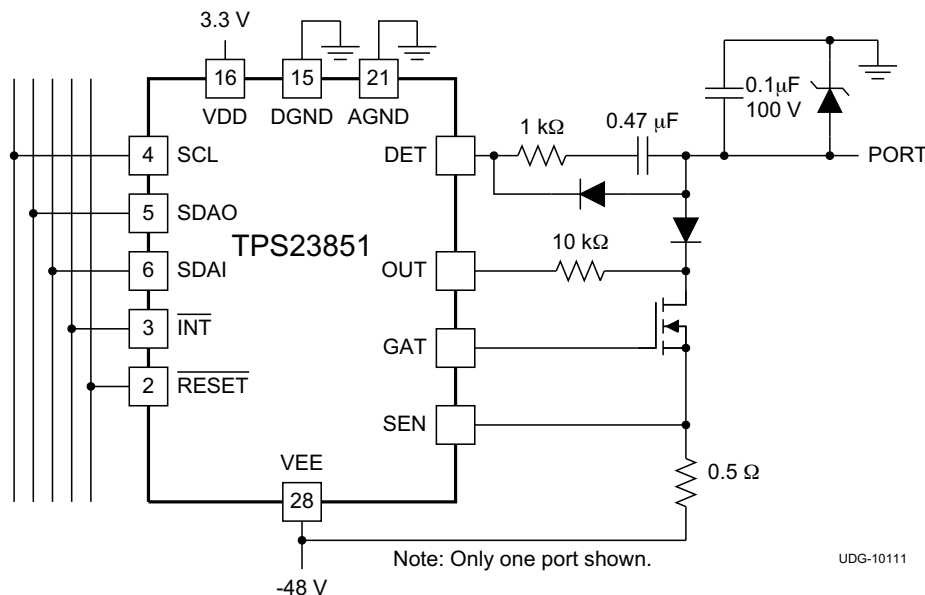 3.3 V
16
15
21
VDD
DGND
AGND
0.1μF
100 V
1 kΩ
0.47 μF
4
SCL
DET
PORT
5
SDAO
TPS23851
10 kΩ
6
SDAI
OUT
3
INT
GAT
2
RESET
SEN
VEE
0.5 Ω
28
Note: Only one port shown.
UDG-10111
-48 V